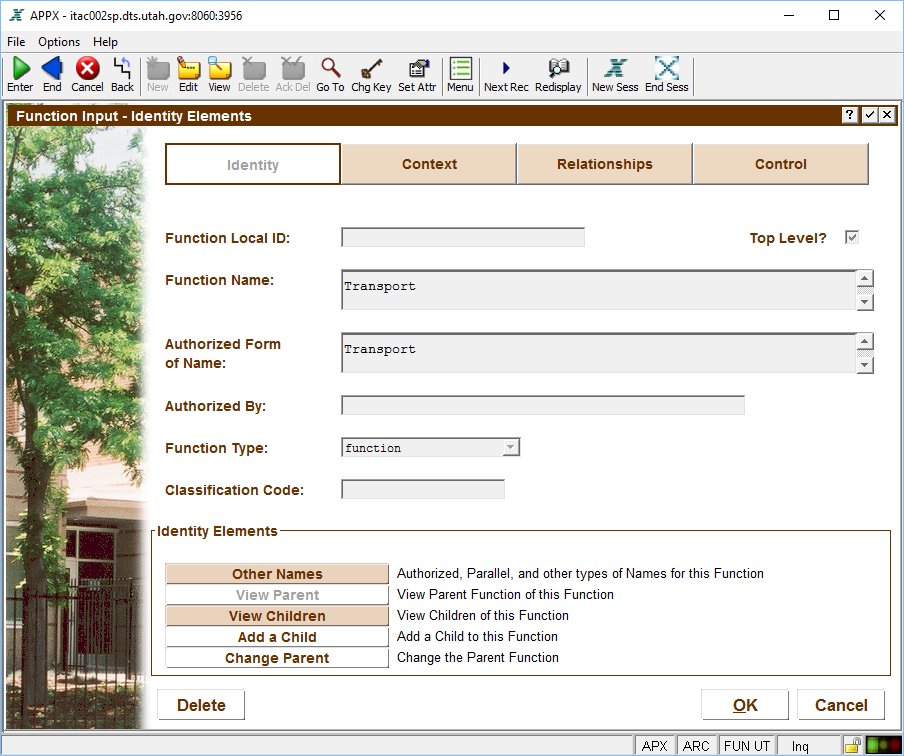 APPX - itac002sp.dts.utah.gov:8060:3956
File Options Help
Enter End Cancel Back New Edit View Delete Ack Del Go To Chg Key Set Attr Menu Next Rec Redisplay New Sess End Sess
Function Input - Identity Elements
Identity Context Relationships Control
Function Local ID: Top Level?
Function Name: Transport
Authorized Form
of Name: Transport
Authorized By:
Function Type: function
Classification Code:
Identity Elements
Other Names Authorized, Parallel, and other types of Names for this Function
View Parent View Parent Function of this Function
View Children View Children of this Function
Add a Child Add a Child to this Function
Change Parent Change the Parent Function
Delete OK Cancel
APPX ARC FUN UT Inq